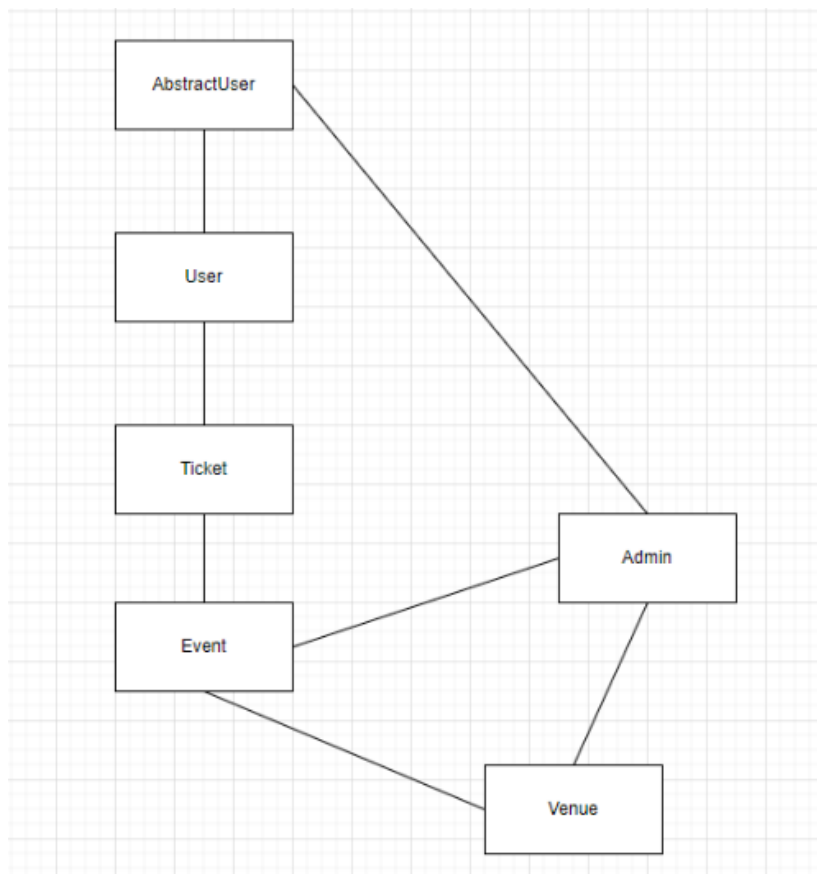 AbstractUser
User
Ticket
Admin
Event
Venue